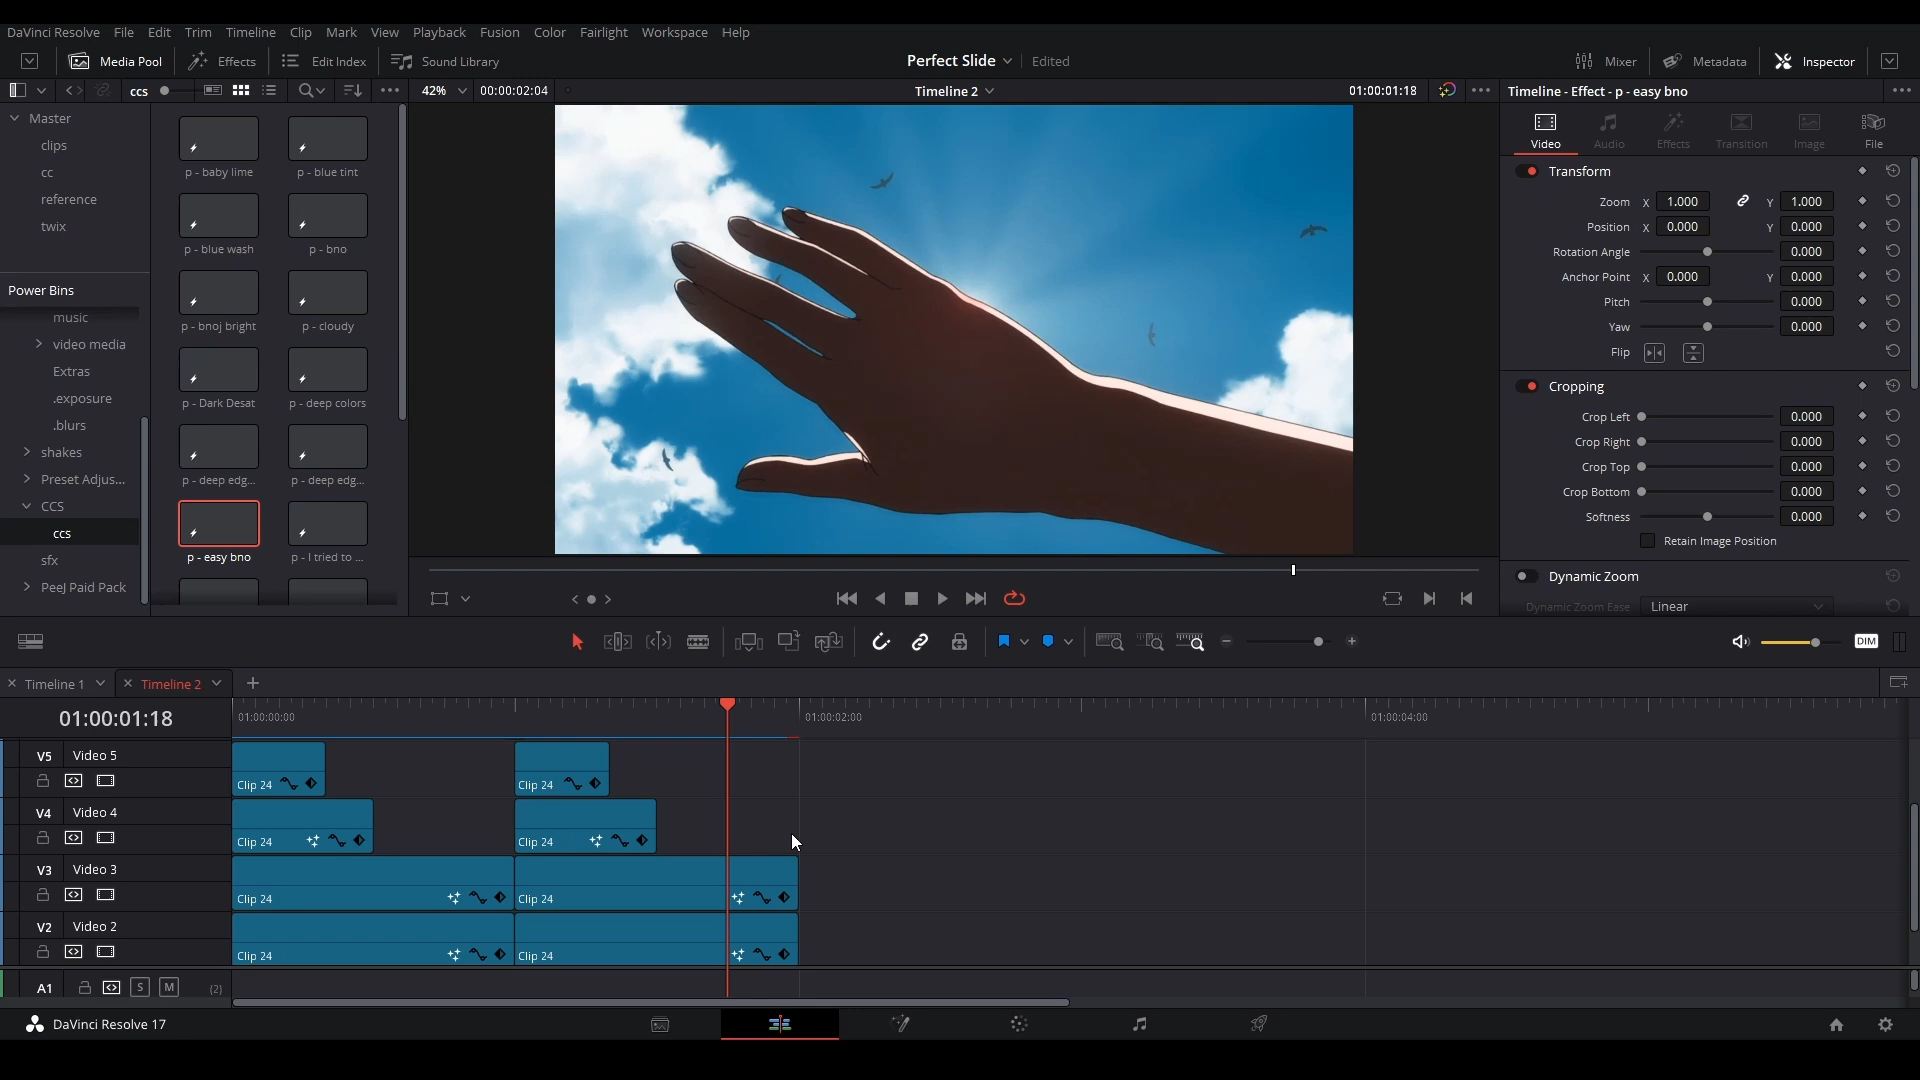 DaVinci Resolve File Edit Trim Timeline Clip Mark View Playback Fusion Color Fairlight Workspace Help
Media Pool Effects Edit Index Sound Library Perfect Slide Edited Mixer Metadata Inspector
ccs 42% 00:00:02:04 Timeline 2 01:00:01:18 Timeline - Effect - p - easy bno
Master
clips
cc
reference
twix
Power Bins
music
video media
Extras
.exposure
.blurs
shakes
Preset Adjus...
CCS
ccs
sfx
PeeJ Paid Pack
p - baby lime p - blue tint
p - blue wash p - bno
p - bnoj bright p - cloudy
p - Dark Desat p - deep colors
p - deep edg... p - deep edg...
p - easy bno p - I tried to ...
Video Audio Effects Transition Image File
Transform
Zoom X 1.000 Y 1.000
Position X 0.000 Y 0.000
Rotation Angle 0.000
Anchor Point X 0.000 Y 0.000
Pitch 0.000
Yaw 0.000
Flip
Cropping
Crop Left 0.000
Crop Right 0.000
Crop Top 0.000
Crop Bottom 0.000
Softness 0.000
Retain Image Position
Dynamic Zoom
Dynamic Zoom Ease Linear
DIM
Timeline 1 Timeline 2
01:00:01:18 01:00:00:00 01:00:02:00 01:00:04:00
V5 Video 5
Clip 24 Clip 24
V4 Video 4
Clip 24 Clip 24
V3 Video 3
Clip 24 Clip 24
V2 Video 2
Clip 24 Clip 24
A1 S M (2)
DaVinci Resolve 17